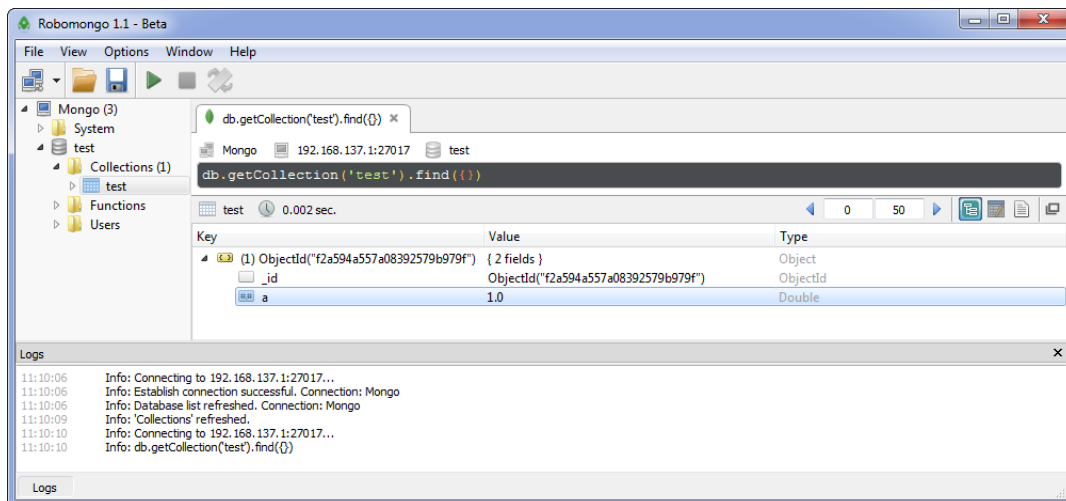 Robomongo 1.1 - Beta
File View Options Window Help
Mongo (3)
System
test
Collections (1)
test
Functions
Users
db.getCollection('test').find({})
Mongo 192.168.137.1:27017 test
db.getCollection('test').find({})
test 0.002 sec. 0 50
Key Value Type
(1) ObjectId("f2a594a557a08392579b979f") { 2 fields } Object
_id ObjectId("f2a594a557a08392579b979f") ObjectId
a 1.0 Double
Logs
11:10:06 Info: Connecting to 192.168.137.1:27017...
11:10:06 Info: Establish connection successful. Connection: Mongo
11:10:06 Info: Database list refreshed. Connection: Mongo
11:10:09 Info: 'Collections' refreshed.
11:10:10 Info: Connecting to 192.168.137.1:27017...
11:10:10 Info: db.getCollection('test').find({})
Logs